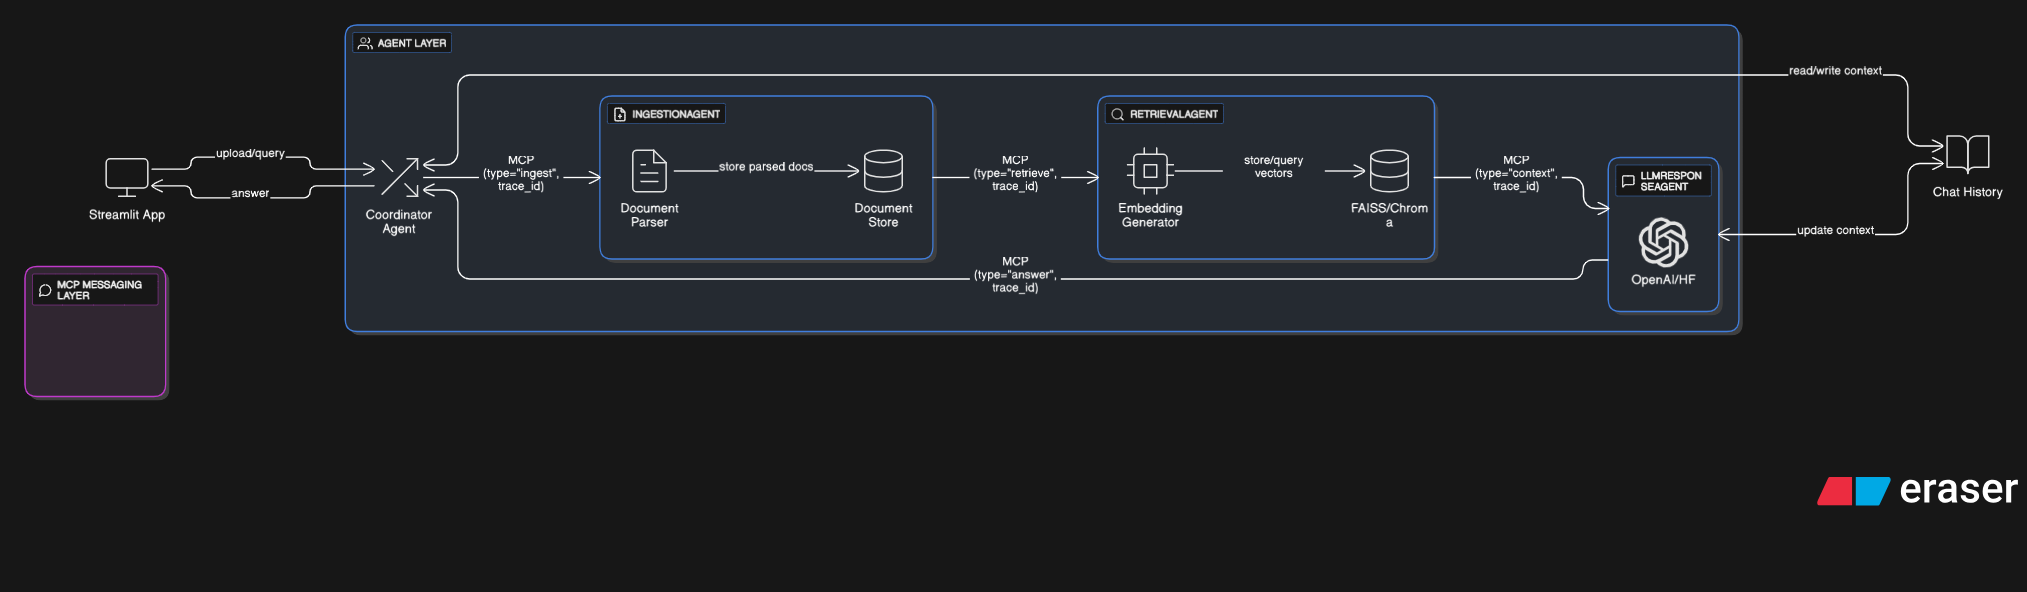 AGENT LAYER
read/write context
INGESTIONAGENT
RETRIEVALAGENT
upload/query
answer
Streamlit App
Coordinator
Agent
MCP
(type="ingest",
trace_id)
store parsed docs
Document
Parser
Document
Store
MCP
(type="retrieve",
trace_id)
store/query
vectors
Embedding
Generator
FAISS/Chrom
a
MCP
(type="context",
trace_id)
LLMRESPON
SEAGENT
OpenAI/HF
Chat History
update context
MCP
(type="answer",
trace_id)
MCP MESSAGING
LAYER
eraser